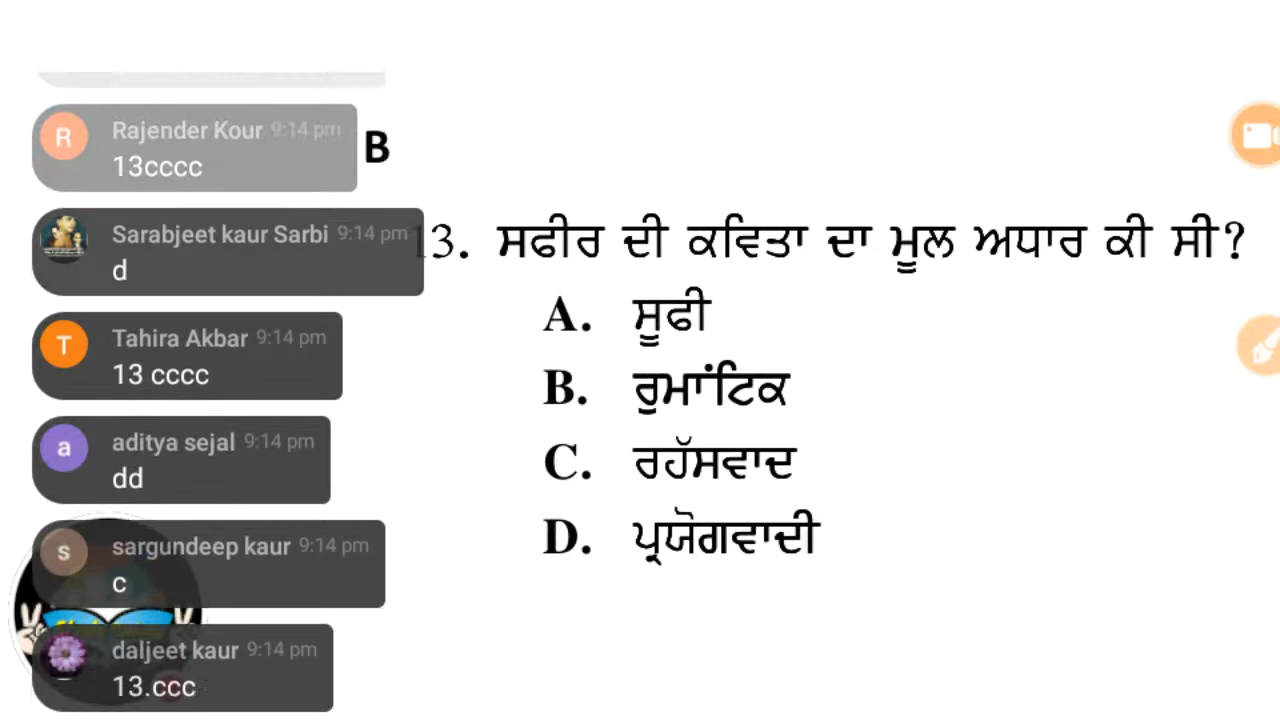 R Rajender Kour 9:14 pm
13cccc
B
Sarabjeet kaur Sarbi 9:14 pm
d
13. ਸਫੀਰ ਦੀ ਕਵਿਤਾ ਦਾ ਮੂਲ ਅਧਾਰ ਕੀ ਸੀ?
A. ਸੂਫੀ
T Tahira Akbar 9:14 pm
13 cccc
B. ਰੁਮਾਂਟਿਕ
a aditya sejal 9:14 pm
dd
C. ਰਹੱਸਵਾਦ
s sargundeep kaur 9:14 pm
c
D. ਪ੍ਰਯੋਗਵਾਦੀ
daljeet kaur 9:14 pm
13.ccc